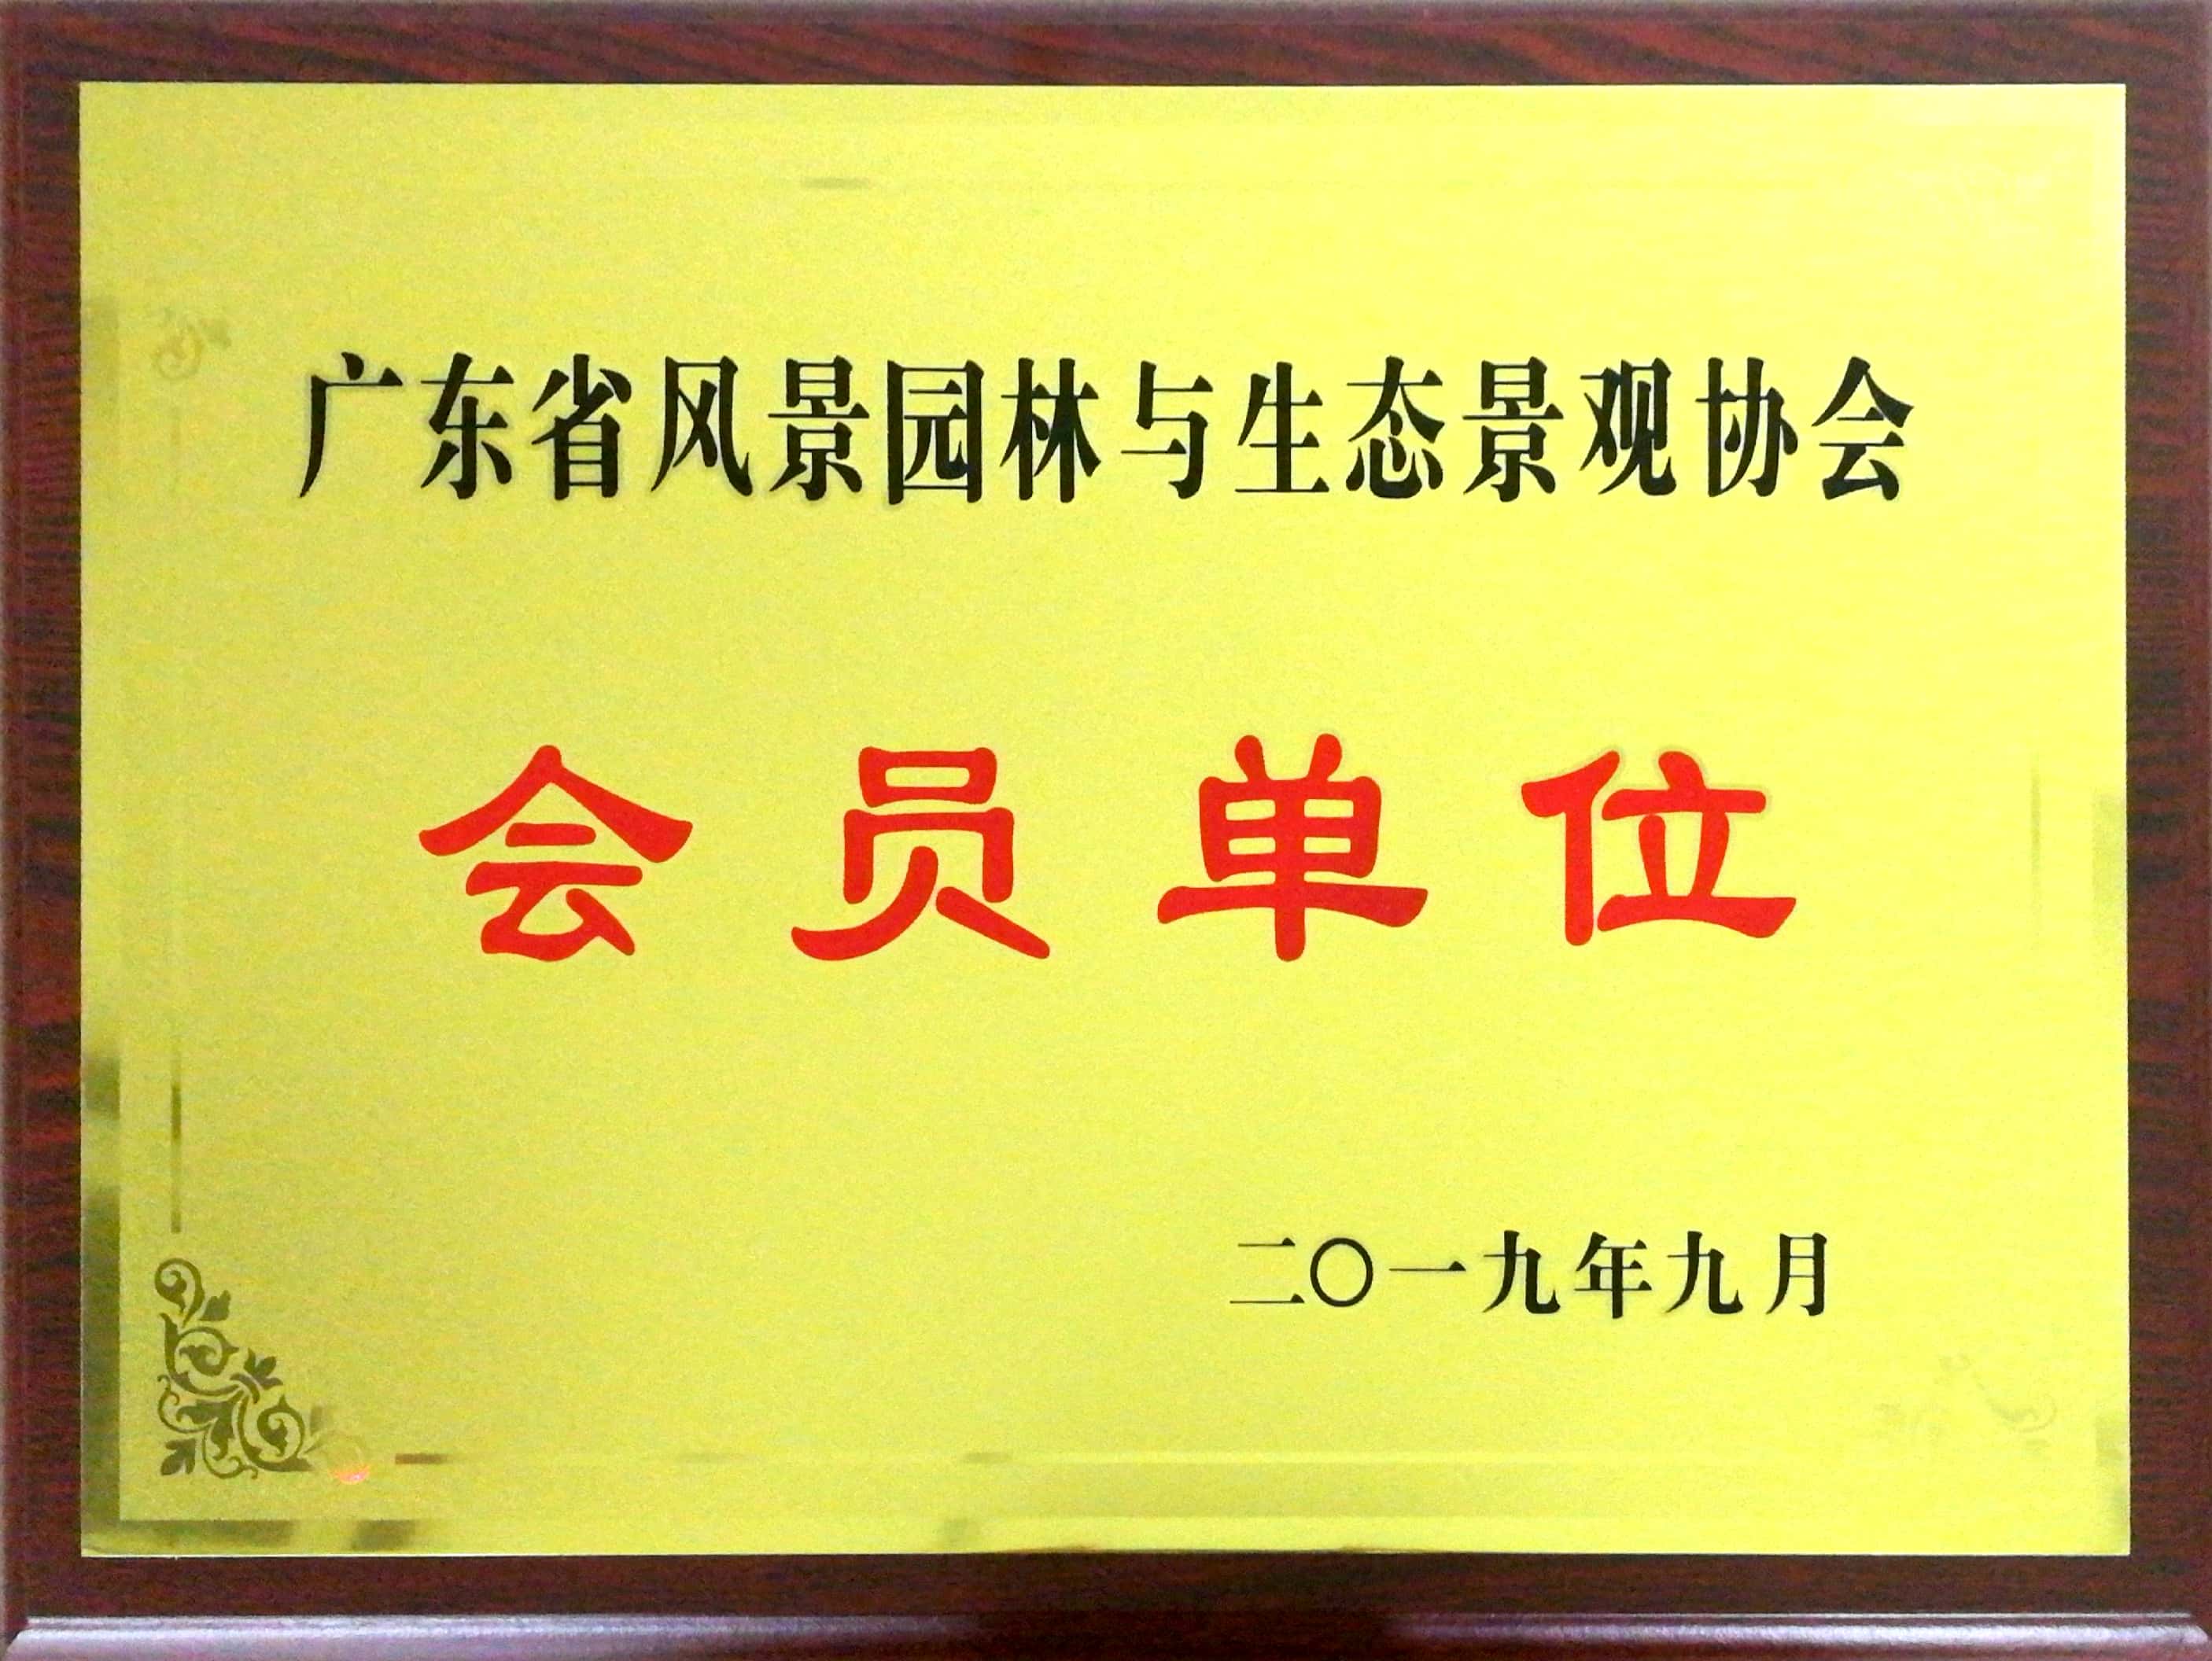 广东省风景园林与生态景观协会
会员单位
二〇一九年九月